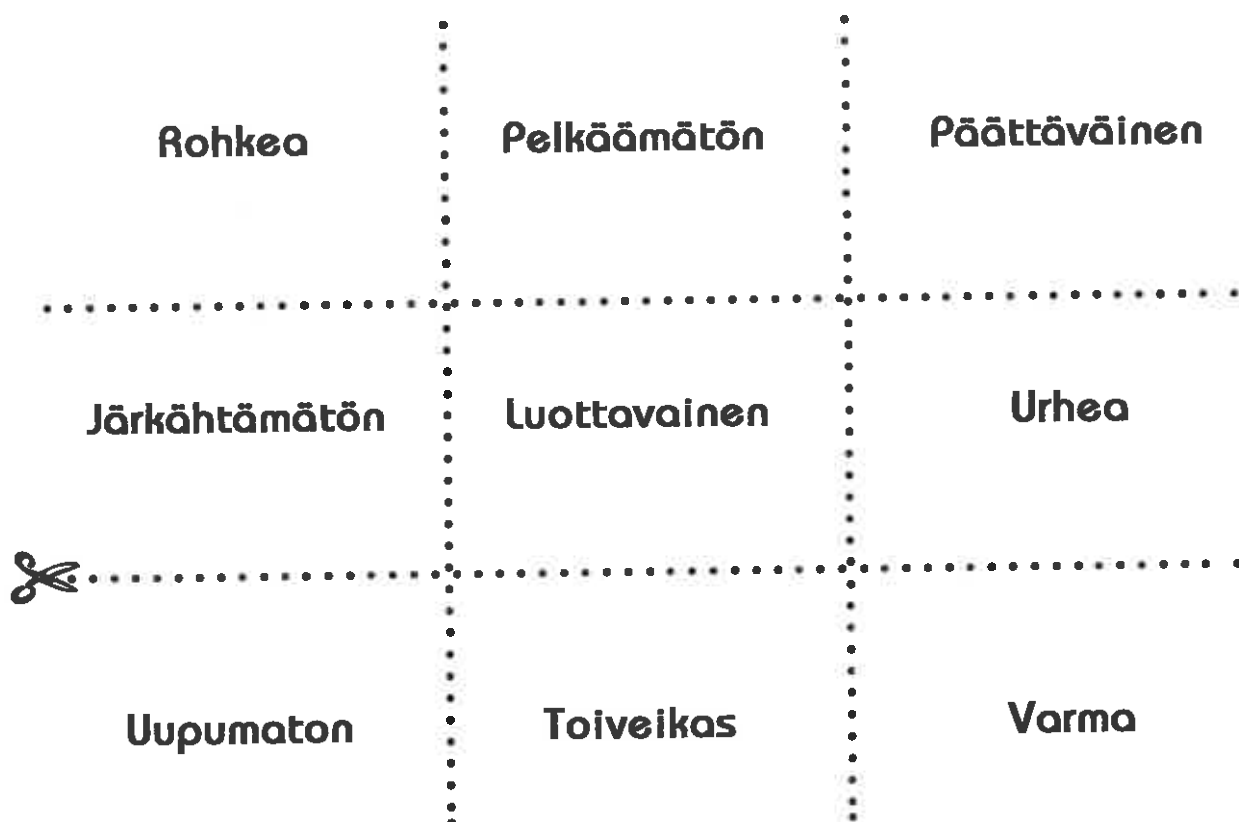 Rohkea
Pelkäämätön
Päättäväinen
Järkähtämätön
Luottavainen
Urhea
Uupumaton
Toiveikas
Varma